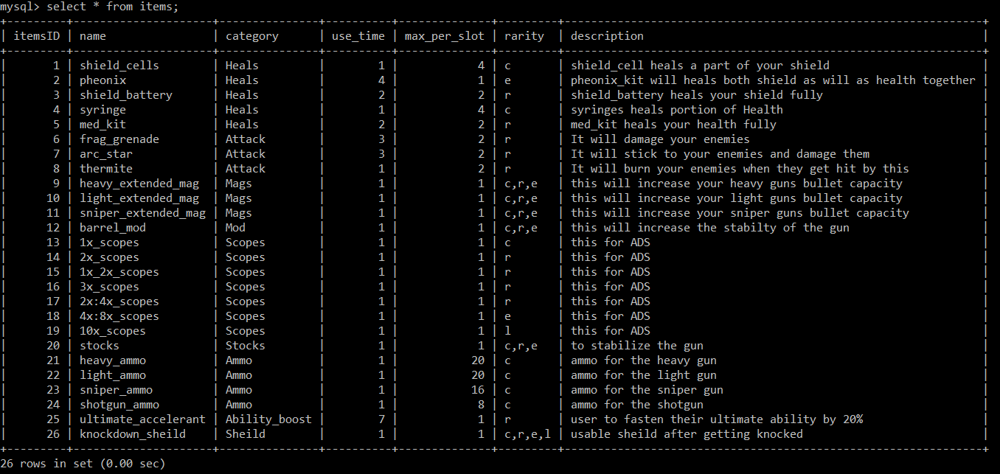 mysql> select * from items;
+---------+---------------------+---------------+----------+--------------+---------+----------------------------------------------------------------+
| itemsID | name                | category      | use_time | max_per_slot | rarity  | description                                                    |
+---------+---------------------+---------------+----------+--------------+---------+----------------------------------------------------------------+
|       1 | shield_cells        | Heals         |        1 |            4 | c       | shield_cell heals a part of your shield                        |
|       2 | pheonix             | Heals         |        4 |            1 | e       | pheonix_kit will heals both shield as will as health together |
|       3 | shield_battery      | Heals         |        2 |            2 | r       | shield_battery heals your shield fully                         |
|       4 | syringe             | Heals         |        1 |            4 | c       | syringes heals portion of Health                               |
|       5 | med_kit             | Heals         |        2 |            2 | r       | med_kit heals your health fully                                |
|       6 | frag_grenade        | Attack        |        3 |            2 | r       | It will damage your enemies                                    |
|       7 | arc_star            | Attack        |        3 |            2 | r       | It will stick to your enemies and damage them                  |
|       8 | thermite            | Attack        |        1 |            2 | r       | It will burn your enemies when they get hit by this            |
|       9 | heavy_extended_mag  | Mags          |        1 |            1 | c,r,e   | this will increase your heavy guns bullet capacity             |
|      10 | light_extended_mag  | Mags          |        1 |            1 | c,r,e   | this will increase your light guns bullet capacity             |
|      11 | sniper_extended_mag | Mags          |        1 |            1 | c,r,e   | this will increase your sniper guns bullet capacity            |
|      12 | barrel_mod          | Mod           |        1 |            1 | c,r,e   | this will increase the stabilty of the gun                     |
|      13 | 1x_scopes           | Scopes        |        1 |            1 | c       | this for ADS                                                   |
|      14 | 2x_scopes           | Scopes        |        1 |            1 | r       | this for ADS                                                   |
|      15 | 1x_2x_scopes        | Scopes        |        1 |            1 | r       | this for ADS                                                   |
|      16 | 3x_scopes           | Scopes        |        1 |            1 | r       | this for ADS                                                   |
|      17 | 2x:4x_scopes        | Scopes        |        1 |            1 | r       | this for ADS                                                   |
|      18 | 4x:8x_scopes        | Scopes        |        1 |            1 | e       | this for ADS                                                   |
|      19 | 10x_scopes          | Scopes        |        1 |            1 | l       | this for ADS                                                   |
|      20 | stocks              | Stocks        |        1 |            1 | c,r,e   | to stabilize the gun                                           |
|      21 | heavy_ammo          | Ammo          |        1 |           20 | c       | ammo for the heavy gun                                         |
|      22 | light_ammo          | Ammo          |        1 |           20 | c       | ammo for the light gun                                         |
|      23 | sniper_ammo         | Ammo          |        1 |           16 | c       | ammo for the sniper gun                                        |
|      24 | shotgun_ammo        | Ammo          |        1 |            8 | c       | ammo for the shotgun                                           |
|      25 | ultimate_accelerant | Ability_boost |        7 |            1 | r       | user to fasten their ultimate ability by 20%                   |
|      26 | knockdown_sheild    | Sheild        |        1 |            1 | c,r,e,l | usable sheild after getting knocked                            |
+---------+---------------------+---------------+----------+--------------+---------+----------------------------------------------------------------+
26 rows in set (0.00 sec)